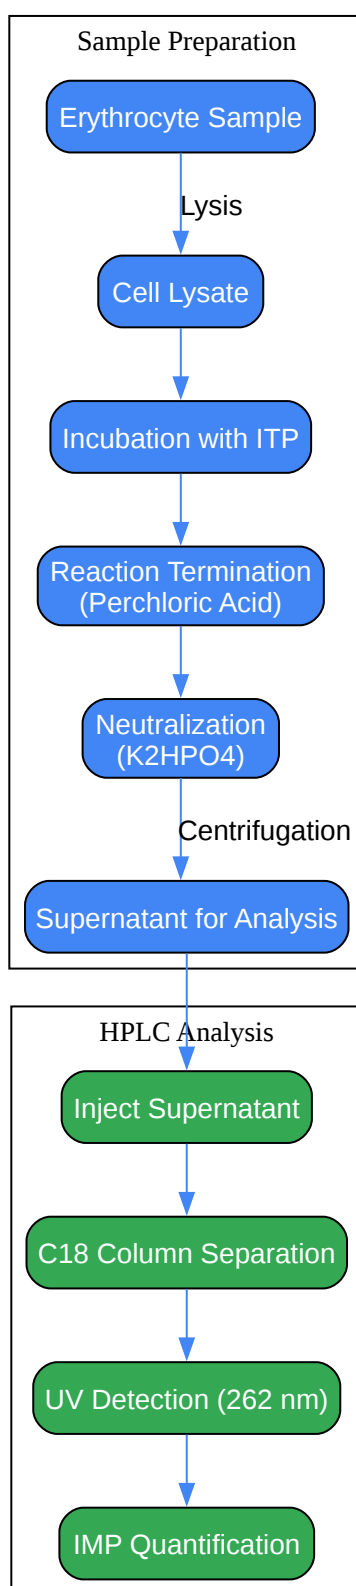 Sample Preparation
Erythrocyte Sample
Lysis
Cell Lysate
Incubation with ITP
Reaction Termination
(Perchloric Acid)
Neutralization
(K2HPO4)
Centrifugation
Supernatant for Analysis
HPLC Analysis
Inject Supernatant
C18 Column Separation
UV Detection (262 nm)
IMP Quantification